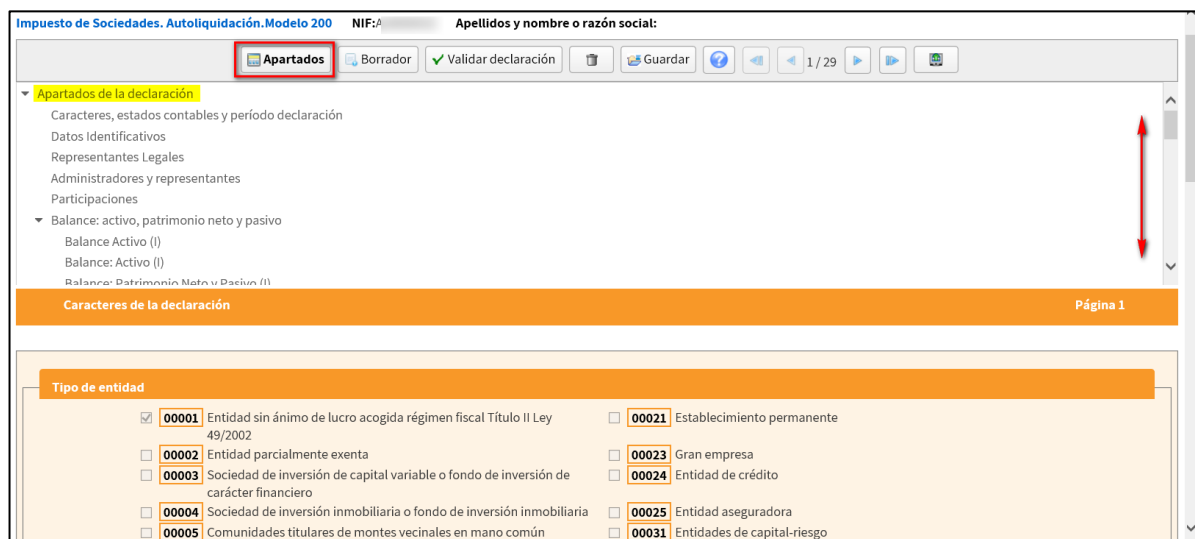 Impuesto de Sociedades. Autoliquidación.Modelo 200 NIF:A Apellidos y nombre o razón social:
Apartados Borrador Validar declaración Guardar 1 / 29
Apartados de la declaración
Caracteres, estados contables y período declaración
Datos Identificativos
Representantes Legales
Administradores y representantes
Participaciones
Balance: activo, patrimonio neto y pasivo
Balance Activo (I)
Balance: Activo (I)
Balance: Patrimonio Neto y Pasivo (I)
Caracteres de la declaración Página 1
Tipo de entidad
00001 Entidad sin ánimo de lucro acogida régimen fiscal Título II Ley 49/2002
00021 Establecimiento permanente
00002 Entidad parcialmente exenta
00023 Gran empresa
00003 Sociedad de inversión de capital variable o fondo de inversión de carácter financiero
00024 Entidad de crédito
00004 Sociedad de inversión inmobiliaria o fondo de inversión inmobiliaria
00025 Entidad aseguradora
00005 Comunidades titulares de montes vecinales en mano común
00031 Entidades de capital-riesgo